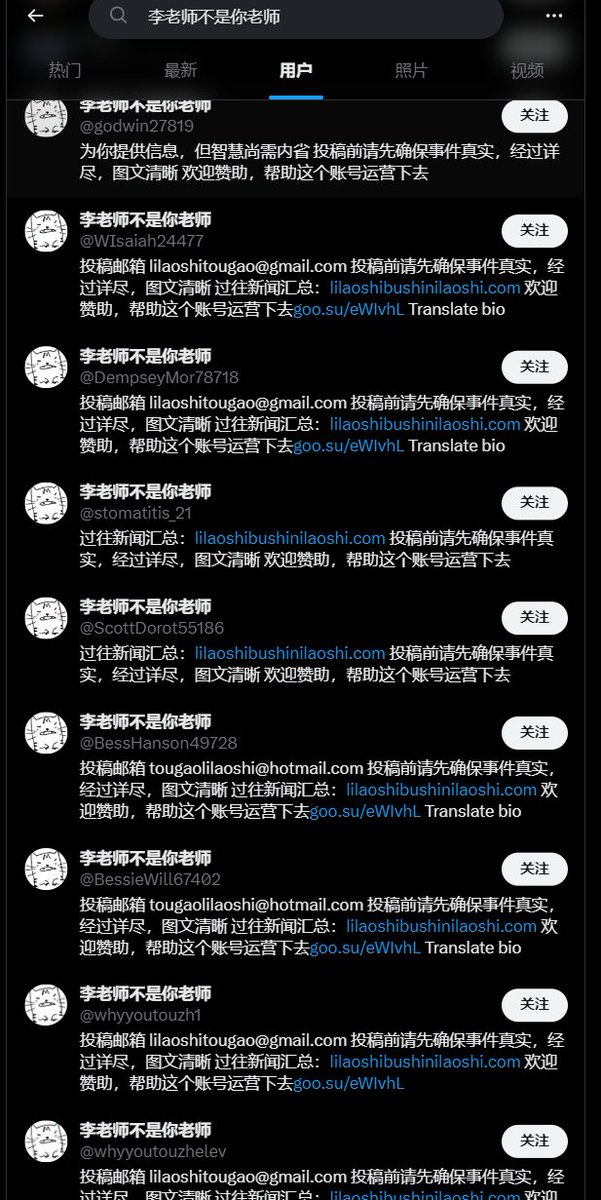 李老师不是你老师
热门
最新
用户
照片
视频
李老师不是你老师
@godwin27819
关注
为你提供信息，但智慧尚需内省 投稿前请先确保事件真实，经过详
尽，图文清晰 欢迎赞助，帮助这个账号运营下去
李老师不是你老师
@WIsaiah24477
关注
投稿邮箱 lilaoshitougao@gmail.com 投稿前请先确保事件真实，经
过详尽，图文清晰 过往新闻汇总：lilaoshibushinilaoshi.com 欢迎
赞助，帮助这个账号运营下去goo.su/eWIvhL Translate bio
李老师不是你老师
@DempseyMor78718
关注
投稿邮箱 lilaoshitougao@gmail.com 投稿前请先确保事件真实，经
过详尽，图文清晰 过往新闻汇总：lilaoshibushinilaoshi.com 欢迎
赞助，帮助这个账号运营下去goo.su/eWIvhL Translate bio
李老师不是你老师
@stomatitis_21
关注
过往新闻汇总：lilaoshibushinilaoshi.com 投稿前请先确保事件真
实，经过详尽，图文清晰 欢迎赞助，帮助这个账号运营下去
李老师不是你老师
@ScottDorot55186
关注
过往新闻汇总：lilaoshibushinilaoshi.com 投稿前请先确保事件真
实，经过详尽，图文清晰 欢迎赞助，帮助这个账号运营下去
李老师不是你老师
@BessHanson49728
关注
投稿邮箱 tougaolilaoshi@hotmail.com 投稿前请先确保事件真实，
经过详尽，图文清晰 过往新闻汇总：lilaoshibushinilaoshi.com 欢
迎赞助，帮助这个账号运营下去goo.su/eWIvhL Translate bio
李老师不是你老师
@BessieWill67402
关注
投稿邮箱 tougaolilaoshi@hotmail.com 投稿前请先确保事件真实，
经过详尽，图文清晰 过往新闻汇总：lilaoshibushinilaoshi.com 欢
迎赞助，帮助这个账号运营下去goo.su/eWIvhL Translate bio
李老师不是你老师
@whyyoutouzh1
关注
投稿邮箱 lilaoshitougao@gmail.com 投稿前请先确保事件真实，经
过详尽，图文清晰 过往新闻汇总：lilaoshibushinilaoshi.com 欢迎
赞助，帮助这个账号运营下去goo.su/eWIvhL
李老师不是你老师
@whyyoutouzhelev
关注
投稿邮箱 lilaoshitougao@gmail.com 投稿前请先确保事件真实，经
过详尽，图文清晰 过往新闻汇总：lilaoshibushinilaoshi.com 欢迎